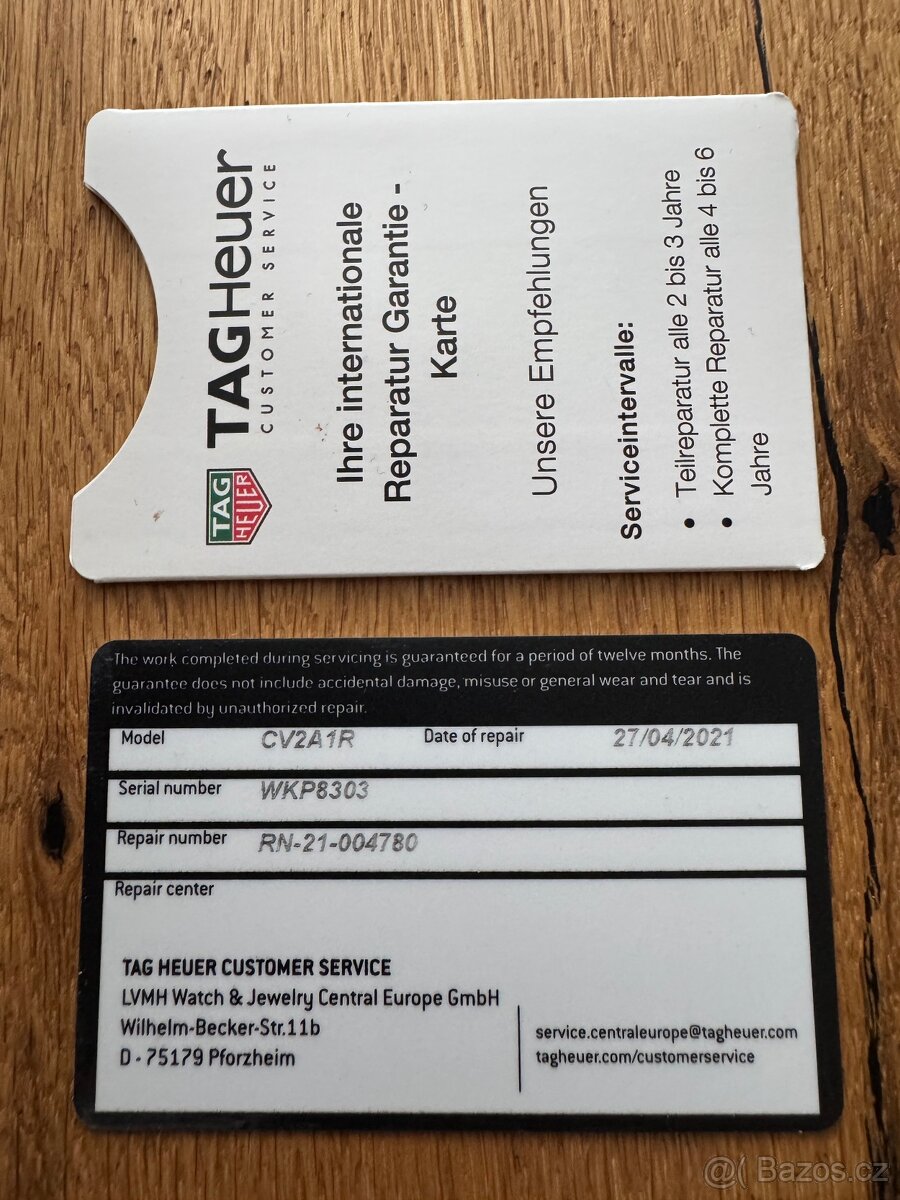 TAG
HEUER
TAGHeuer
CUSTOMER SERVICE
Ihre internationale
Reparatur Garantie -
Karte
Unsere Empfehlungen
Serviceintervalle:
• Teilreparatur alle 2 bis 3 Jahre
• Komplette Reparatur alle 4 bis 6
Jahre
The work completed during servicing is guaranteed for a period of twelve months. The
guarantee does not include accidental damage, misuse or general wear and tear and is
invalidated by unauthorized repair.
Model CV2A1R Date of repair 27/04/2021
Serial number WKP8303
Repair number RN-21-004780
Repair center
TAG HEUER CUSTOMER SERVICE
LVMH Watch & Jewelry Central Europe GmbH
Wilhelm-Becker-Str.11b
D - 75179 Pforzheim
service.centraleurope@tagheuer.com
tagheuer.com/customerservice
@( Bazos.cz